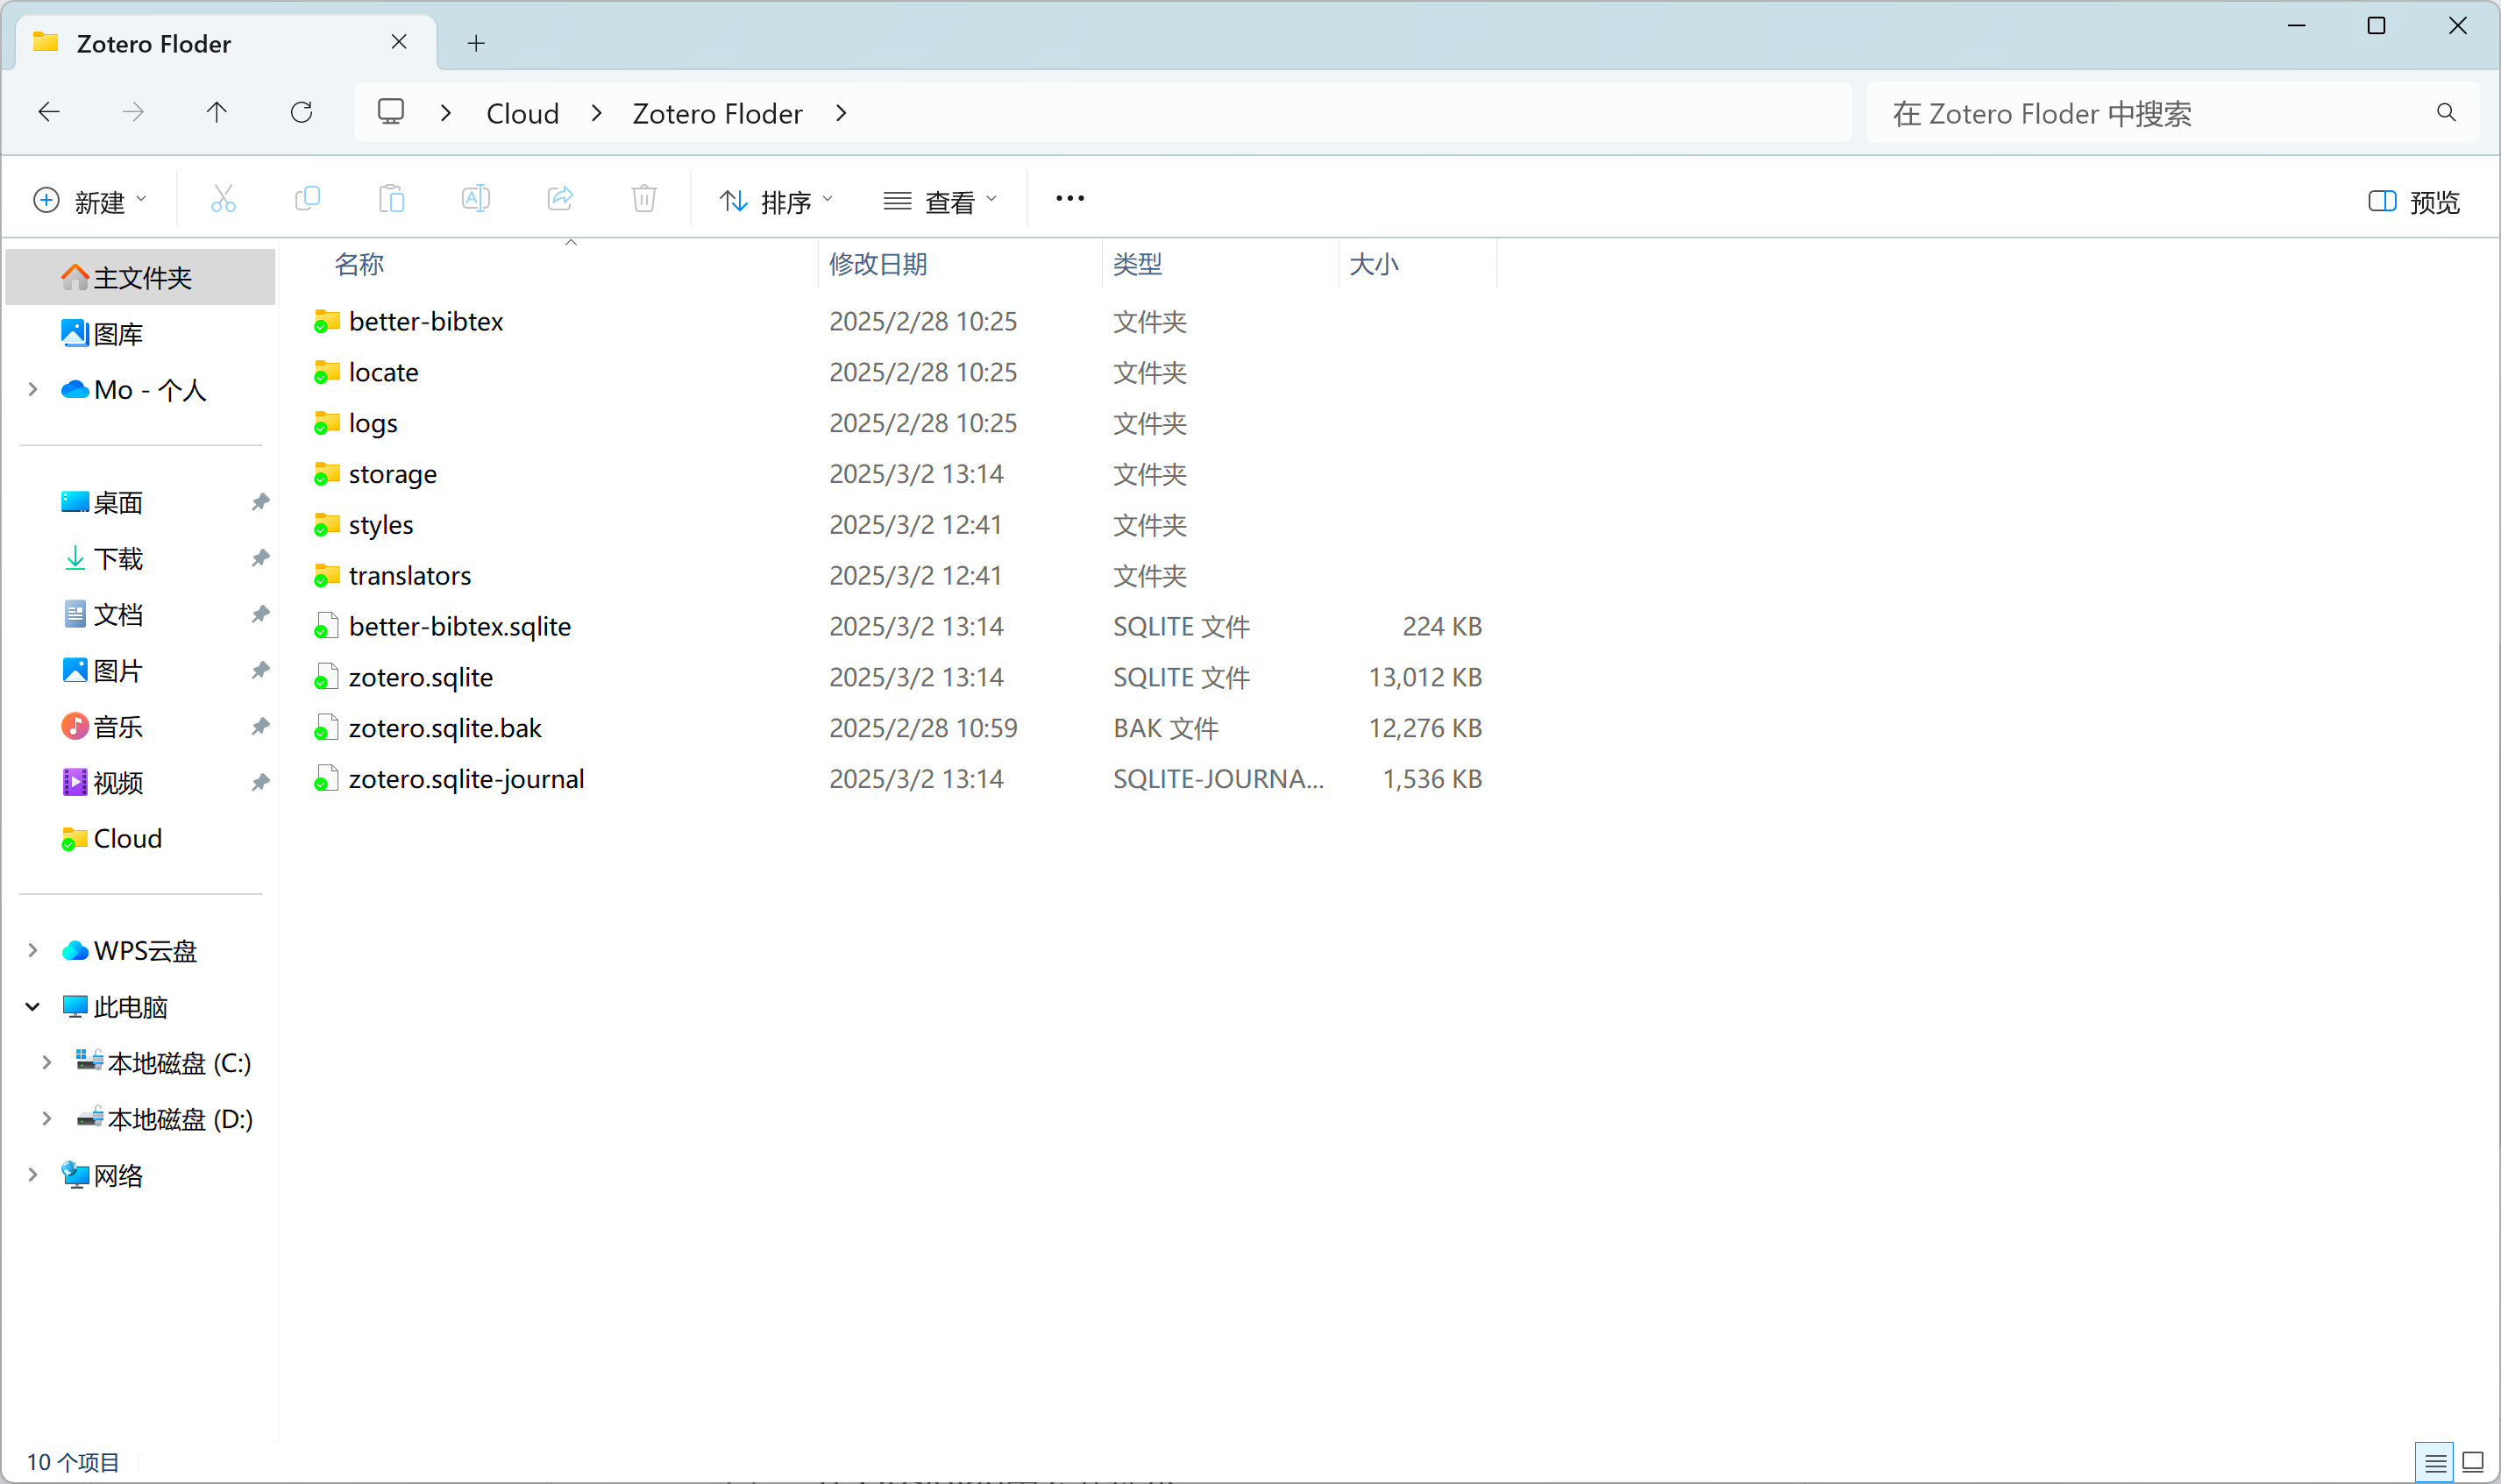 Zotero Floder
Cloud
Zotero Floder
在 Zotero Floder 中搜索
新建
排序
查看
预览
主文件夹
图库
Mo - 个人
桌面
下载
文档
图片
音乐
视频
Cloud
WPS云盘
此电脑
本地磁盘 (C:)
本地磁盘 (D:)
网络
名称 修改日期 类型 大小
better-bibtex 2025/2/28 10:25 文件夹
locate 2025/2/28 10:25 文件夹
logs 2025/2/28 10:25 文件夹
storage 2025/3/2 13:14 文件夹
styles 2025/3/2 12:41 文件夹
translators 2025/3/2 12:41 文件夹
better-bibtex.sqlite 2025/3/2 13:14 SQLITE 文件 224 KB
zotero.sqlite 2025/3/2 13:14 SQLITE 文件 13,012 KB
zotero.sqlite.bak 2025/2/28 10:59 BAK 文件 12,276 KB
zotero.sqlite-journal 2025/3/2 13:14 SQLITE-JOURNA... 1,536 KB
10 个项目